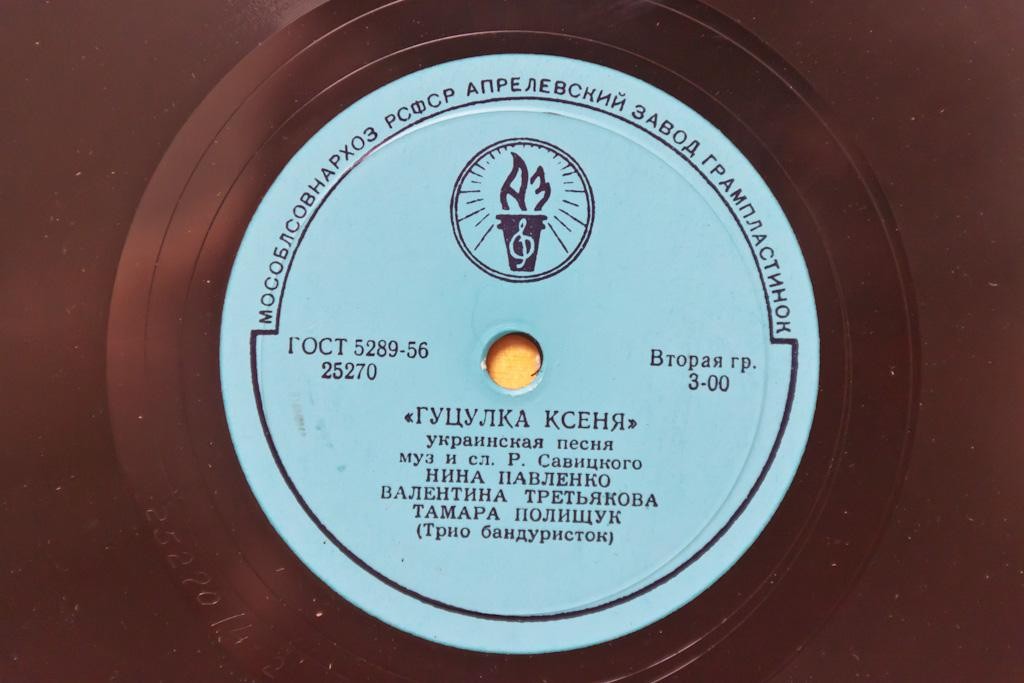 МОСОБЛСОВНАРХОЗ РСФСР АПРЕЛЕВСКИЙ ЗАВОД ГРАМПЛАСТИНОК
АЗ
ГОСТ 5289-56
25270
Вторая гр.
3-00
«ГУЦУЛКА КСЕНЯ»
украинская песня
муз и сл. Р. Савицкого
НИНА ПАВЛЕНКО
ВАЛЕНТИНА ТРЕТЬЯКОВА
ТАМАРА ПОЛИЩУК
(Трио бандуристок)